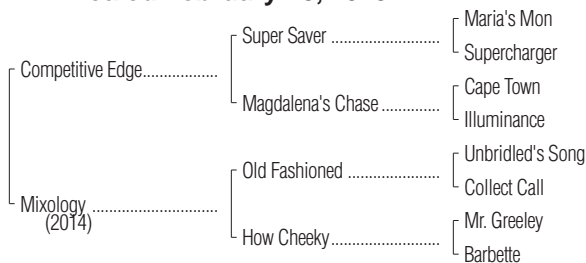 Super Saver
Maria's Mon
Supercharger
Competitive Edge
Magdalena's Chase
Cape Town
Illuminance
Old Fashioned
Unbridled's Song
Collect Call
Mixology
(2014)
How Cheeky
Mr. Greeley
Barbette